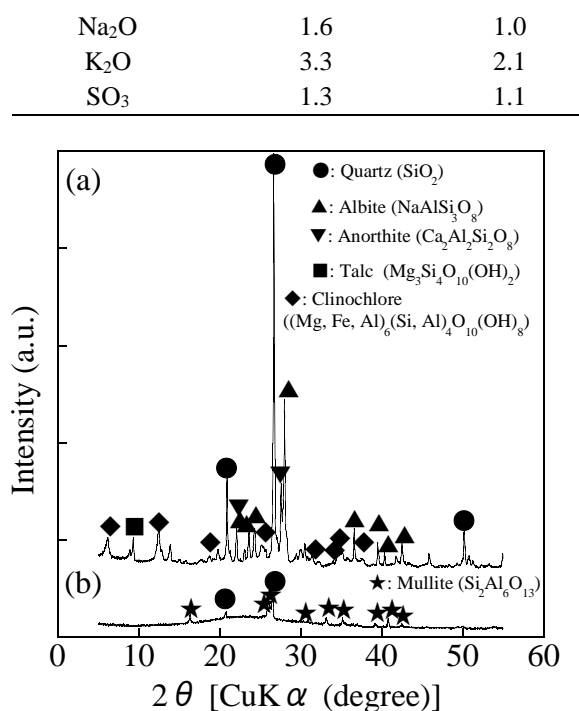 Na₂O 1.6 1.0
K₂O 3.3 2.1
SO₃ 1.3 1.1
(a)
●: Quartz (SiO₂)
▲: Albite (NaAlSi₃O₈)
▼: Anorthite (Ca₂Al₂Si₂O₈)
■: Talc (Mg₃Si₄O₁₀(OH)₂)
◆: Clinochlore
((Mg, Fe, Al)₆(Si, Al)₄O₁₀(OH)₈)
Intensity (a.u.)
(b)
★: Mullite (Si₂Al₆O₁₃)
0 10 20 30 40 50 60
2θ [CuKα (degree)]